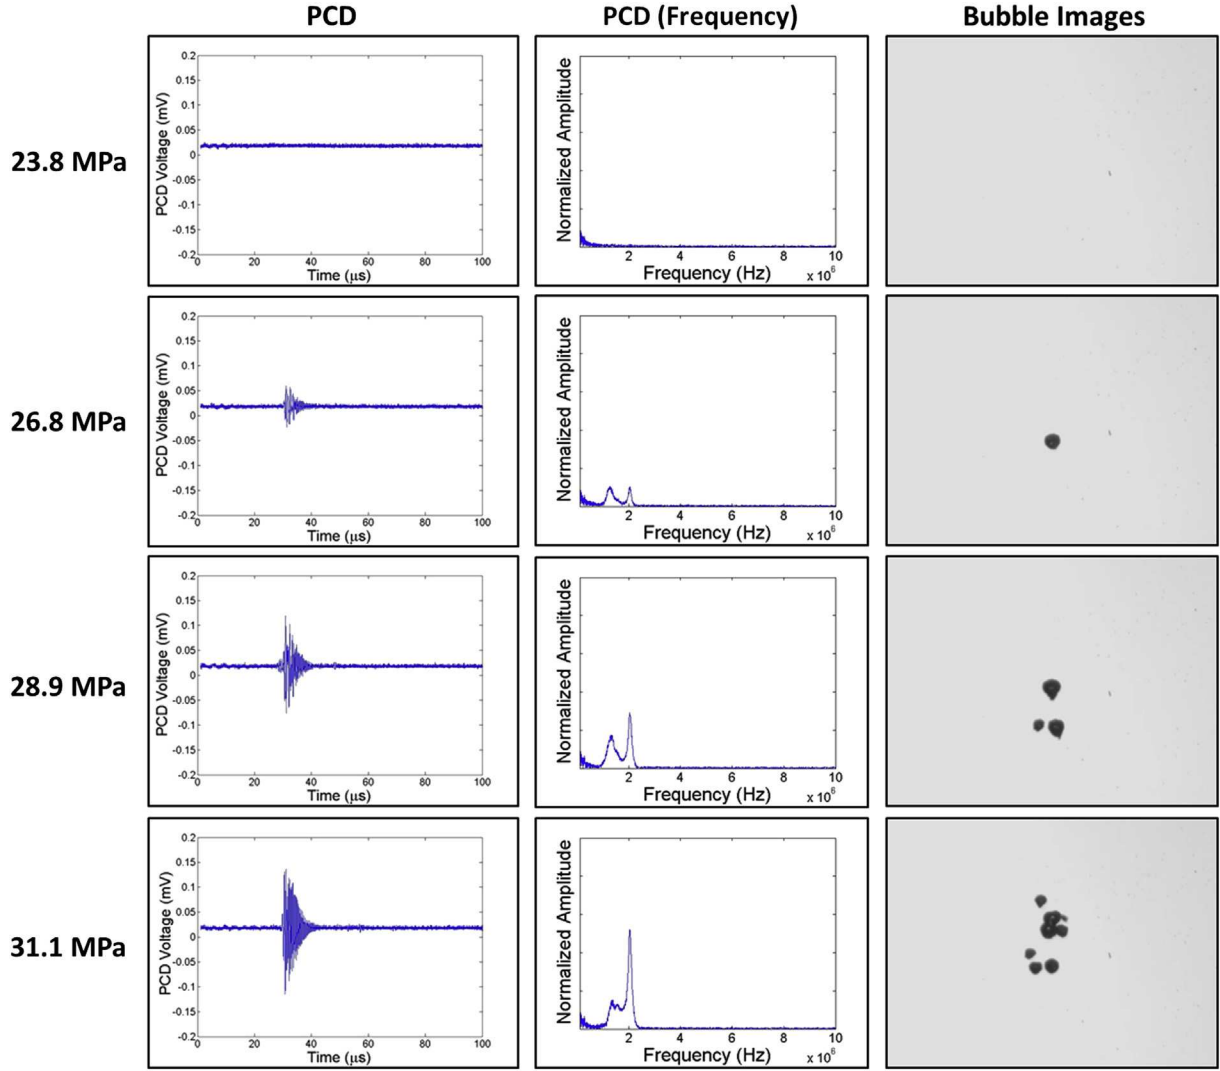 PCD PCD (Frequency) Bubble Images
23.8 MPa
PCD Voltage (mV)
0.2
0.15
0.1
0.05
0
-0.05
-0.1
-0.15
-0.2
0 20 40 60 80 100
Time (μs)
Normalized Amplitude
2 4 6 8 10
Frequency (Hz) x 10⁶
26.8 MPa
PCD Voltage (mV)
0.2
0.15
0.1
0.05
0
-0.05
-0.1
-0.15
-0.2
0 20 40 60 80 100
Time (μs)
Normalized Amplitude
2 4 6 8 10
Frequency (Hz) x 10⁶
28.9 MPa
PCD Voltage (mV)
0.2
0.15
0.1
0.05
0
-0.05
-0.1
-0.15
-0.2
0 20 40 60 80 100
Time (μs)
Normalized Amplitude
2 4 6 8 10
Frequency (Hz) x 10⁶
31.1 MPa
PCD Voltage (mV)
0.2
0.15
0.1
0.05
0
-0.05
-0.1
-0.15
-0.2
0 20 40 60 80 100
Time (μs)
Normalized Amplitude
2 4 6 8 10
Frequency (Hz) x 10⁶